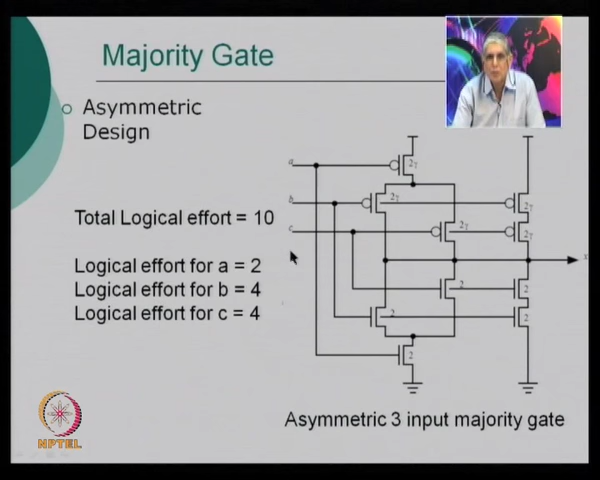 Majority Gate
Asymmetric
Design
Total Logical effort = 10
Logical effort for a = 2
Logical effort for b = 4
Logical effort for c = 4
a
b
c
2γ
2γ
2γ
2γ
2γ
2
2
2
2
2
x
Asymmetric 3 input majority gate
NPTEL